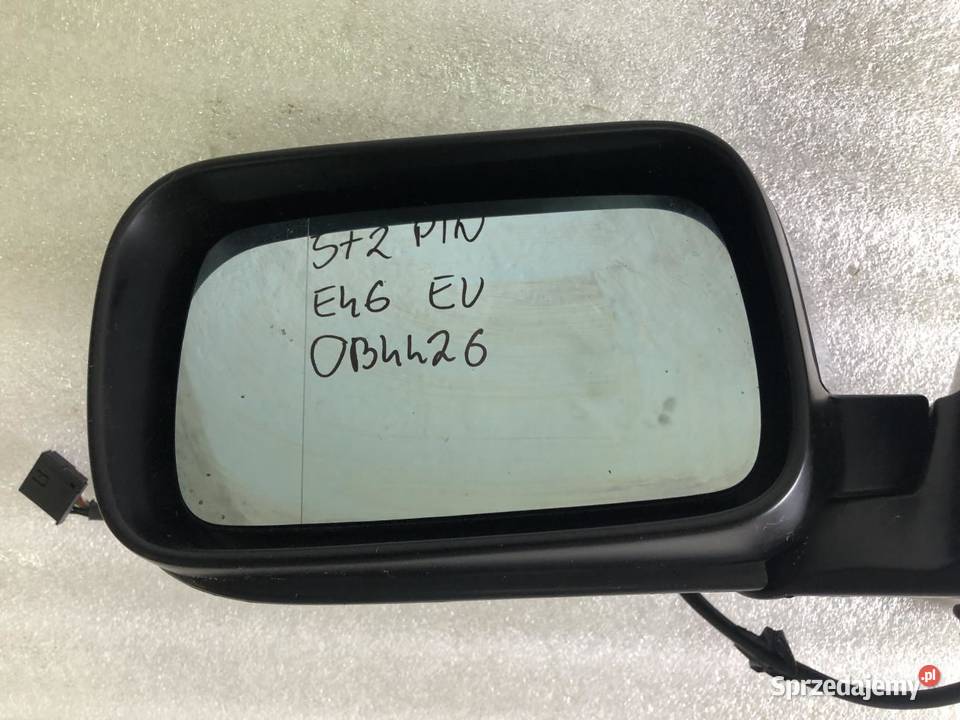 5+2 PIN
E46 EU
OB4426
Sprzedajemy.pl